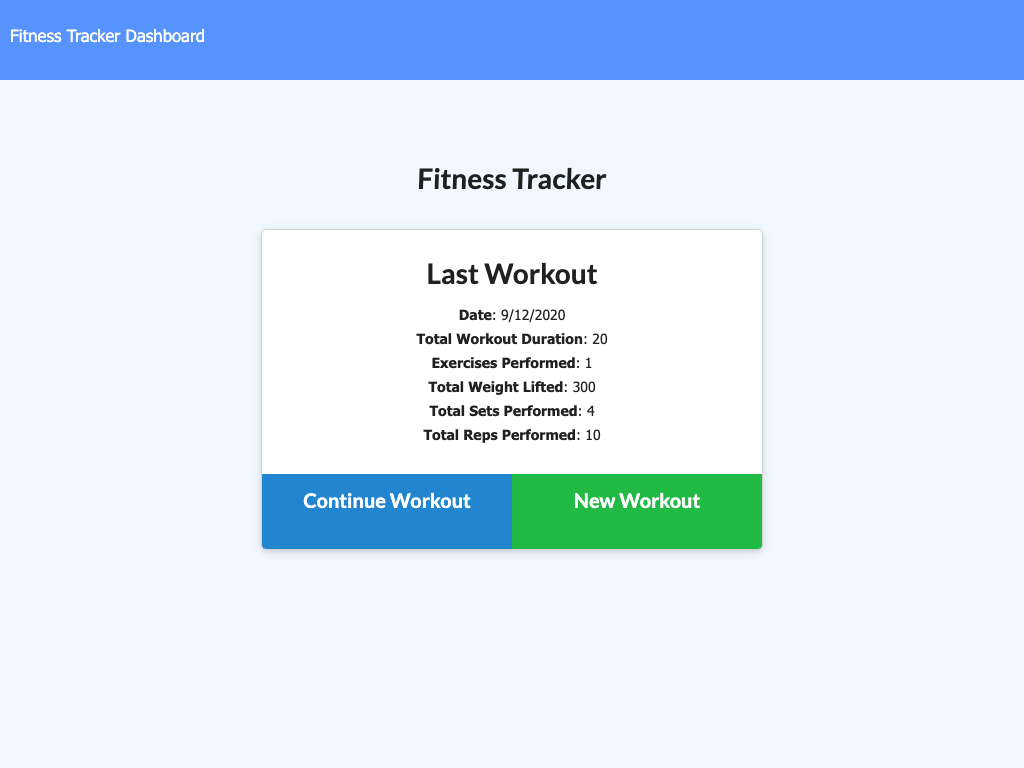 Fitness Tracker Dashboard
Fitness Tracker
Last Workout
Date: 9/12/2020
Total Workout Duration: 20
Exercises Performed: 1
Total Weight Lifted: 300
Total Sets Performed: 4
Total Reps Performed: 10
Continue Workout
New Workout